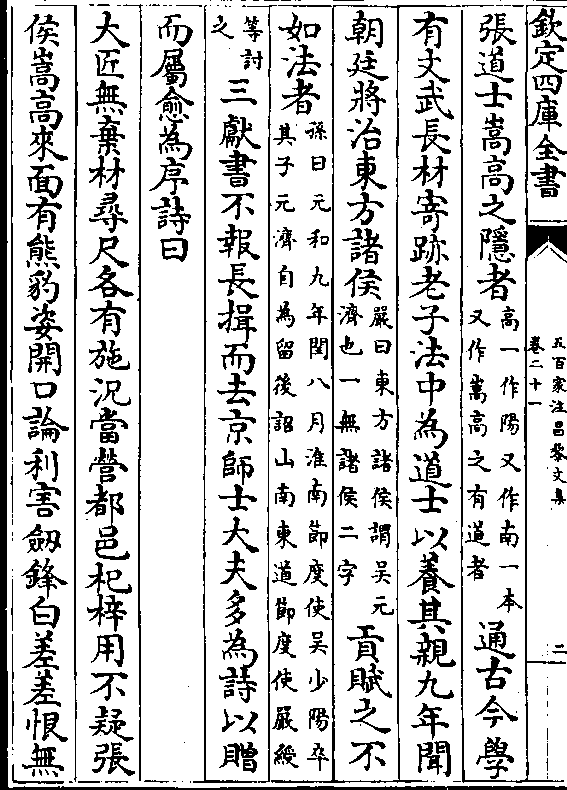 欽定四庫全書
五百家注昌黎文集
卷二十一
二
張道士嵩高之隱者高一作陽又作南一本又作嵩高之有道者通古今學
有文武長材寄跡老子法中為道士以養其親九年聞
朝廷將治東方諸侯嚴曰東方諸侯謂吴元濟也一無諸侯二字貢賦之不
如法者孫曰元和九年閏八月淮南節度使吴少陽卒其子元濟自為留後詔山南東道節度使嚴綬
等討之三獻書不報長揖而去京師士大夫多為詩以贈
而屬愈為序詩曰
大匠無棄材尋尺各有施況當營都邑杞梓用不疑張
侯嵩高來面有熊豹姿開口論利害劒鋒白差差恨無